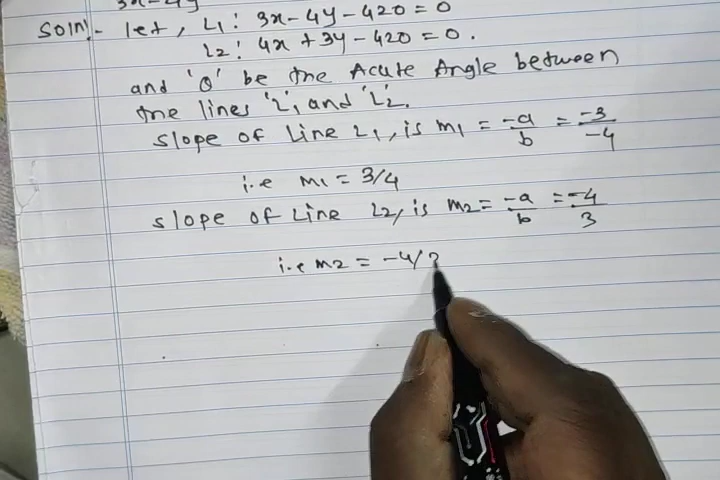 Soln:- let, L1: 3x-4y-420=0
L2: 4x+3y-420=0.
and 'θ' be the Acute Angle between
the lines 'L1' and 'L2'.
slope of Line L1, is m1 = -a/b = -3/-4
i.e m1 = 3/4
slope of Line L2, is m2 = -a/b = -4/3
i.e m2 = -4/3